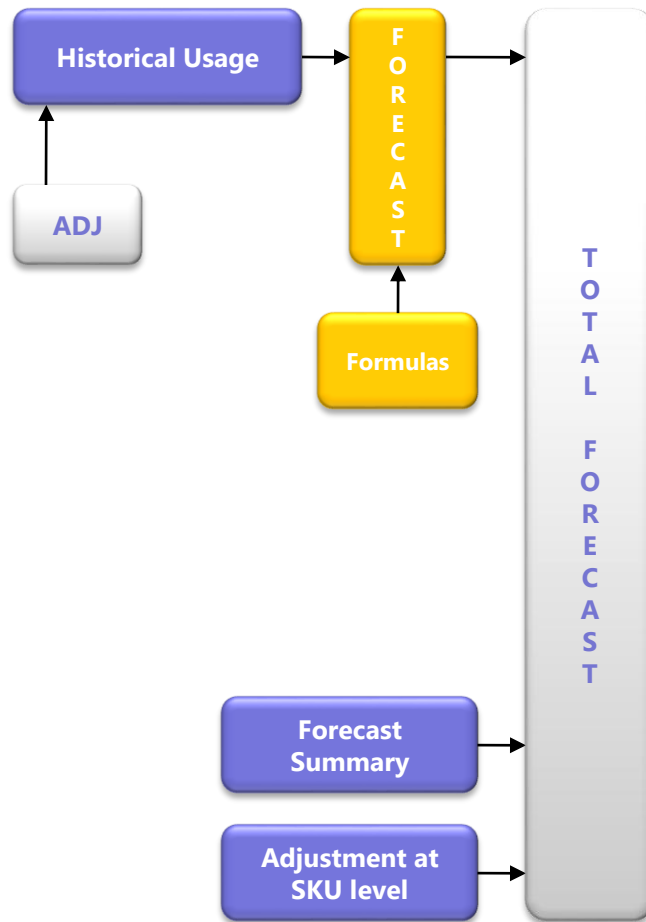 Historical Usage
FORECAST
ADJ
Formulas
TOTAL FORECAST
Forecast
Summary
Adjustment at
SKU level